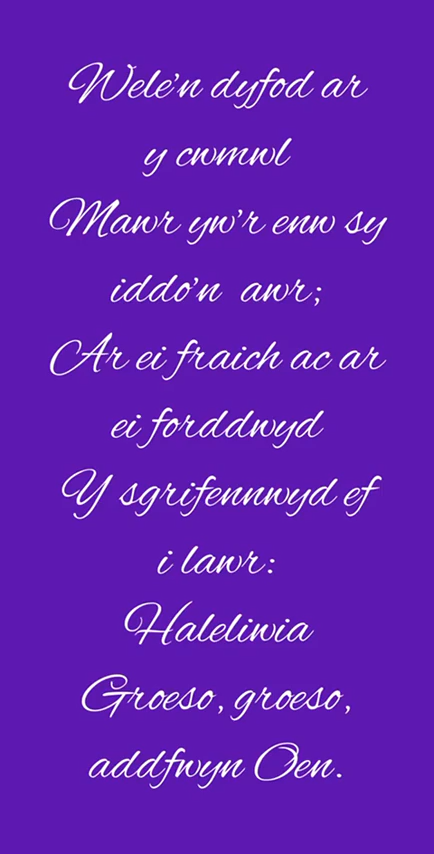 Wele'n dyfod ar
y cwmwl
Mawr yw'r enw sy
iddo'n awr;
Ar ei fraich ac ar
ei forddwyd
Y sgrifennwyd ef
i lawr:
Haleliwia
Groeso, groeso,
addfwyn Oen.